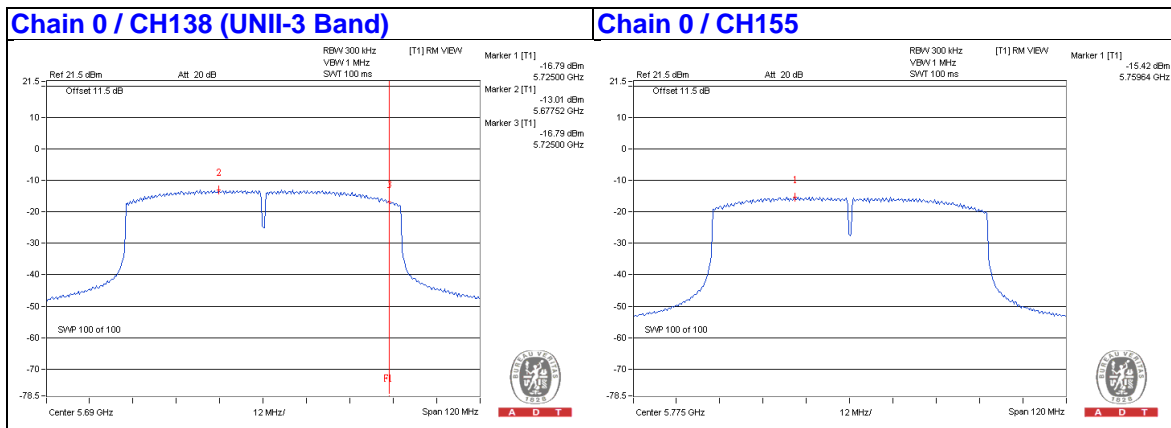 Chain 0 / CH138 (UNII-3 Band)
RBW 300 kHz
[T1] RM VIEW
VBW 1 MHz
Ref 21.5 dBm
Att 20 dB
SWT 100 ms
Marker 1 [T1]
-16.79 dBm
5.72500 GHz
Marker 2 [T1]
-13.01 dBm
5.67752 GHz
Marker 3 [T1]
-16.79 dBm
5.72500 GHz
21.5
Offset 11.5 dB
10
0
-10
-20
-30
-40
-50
-60
-70
-78.5
2
3
SWP 100 of 100
F1
Center 5.69 GHz
12 MHz/
Span 120 MHz
BUREAU VERITAS
1828
A D T
Chain 0 / CH155
RBW 300 kHz
[T1] RM VIEW
VBW 1 MHz
Ref 21.5 dBm
Att 20 dB
SWT 100 ms
Marker 1 [T1]
-15.42 dBm
5.75964 GHz
21.5
Offset 11.5 dB
10
0
-10
-20
-30
-40
-50
-60
-70
-78.5
1
SWP 100 of 100
Center 5.775 GHz
12 MHz/
Span 120 MHz
BUREAU VERITAS
1828
A D T